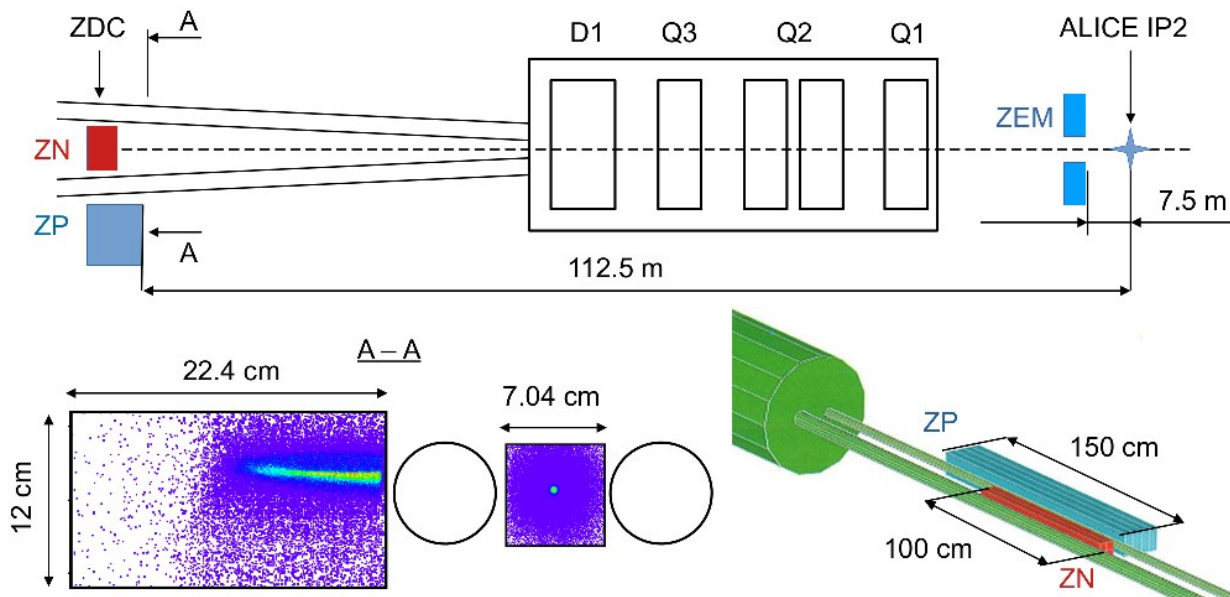 ZDC
A
D1
Q3
Q2
Q1
ALICE IP2
ZN
ZEM
ZP
A
7.5 m
112.5 m
A – A
22.4 cm
7.04 cm
12 cm
ZP
150 cm
100 cm
ZN